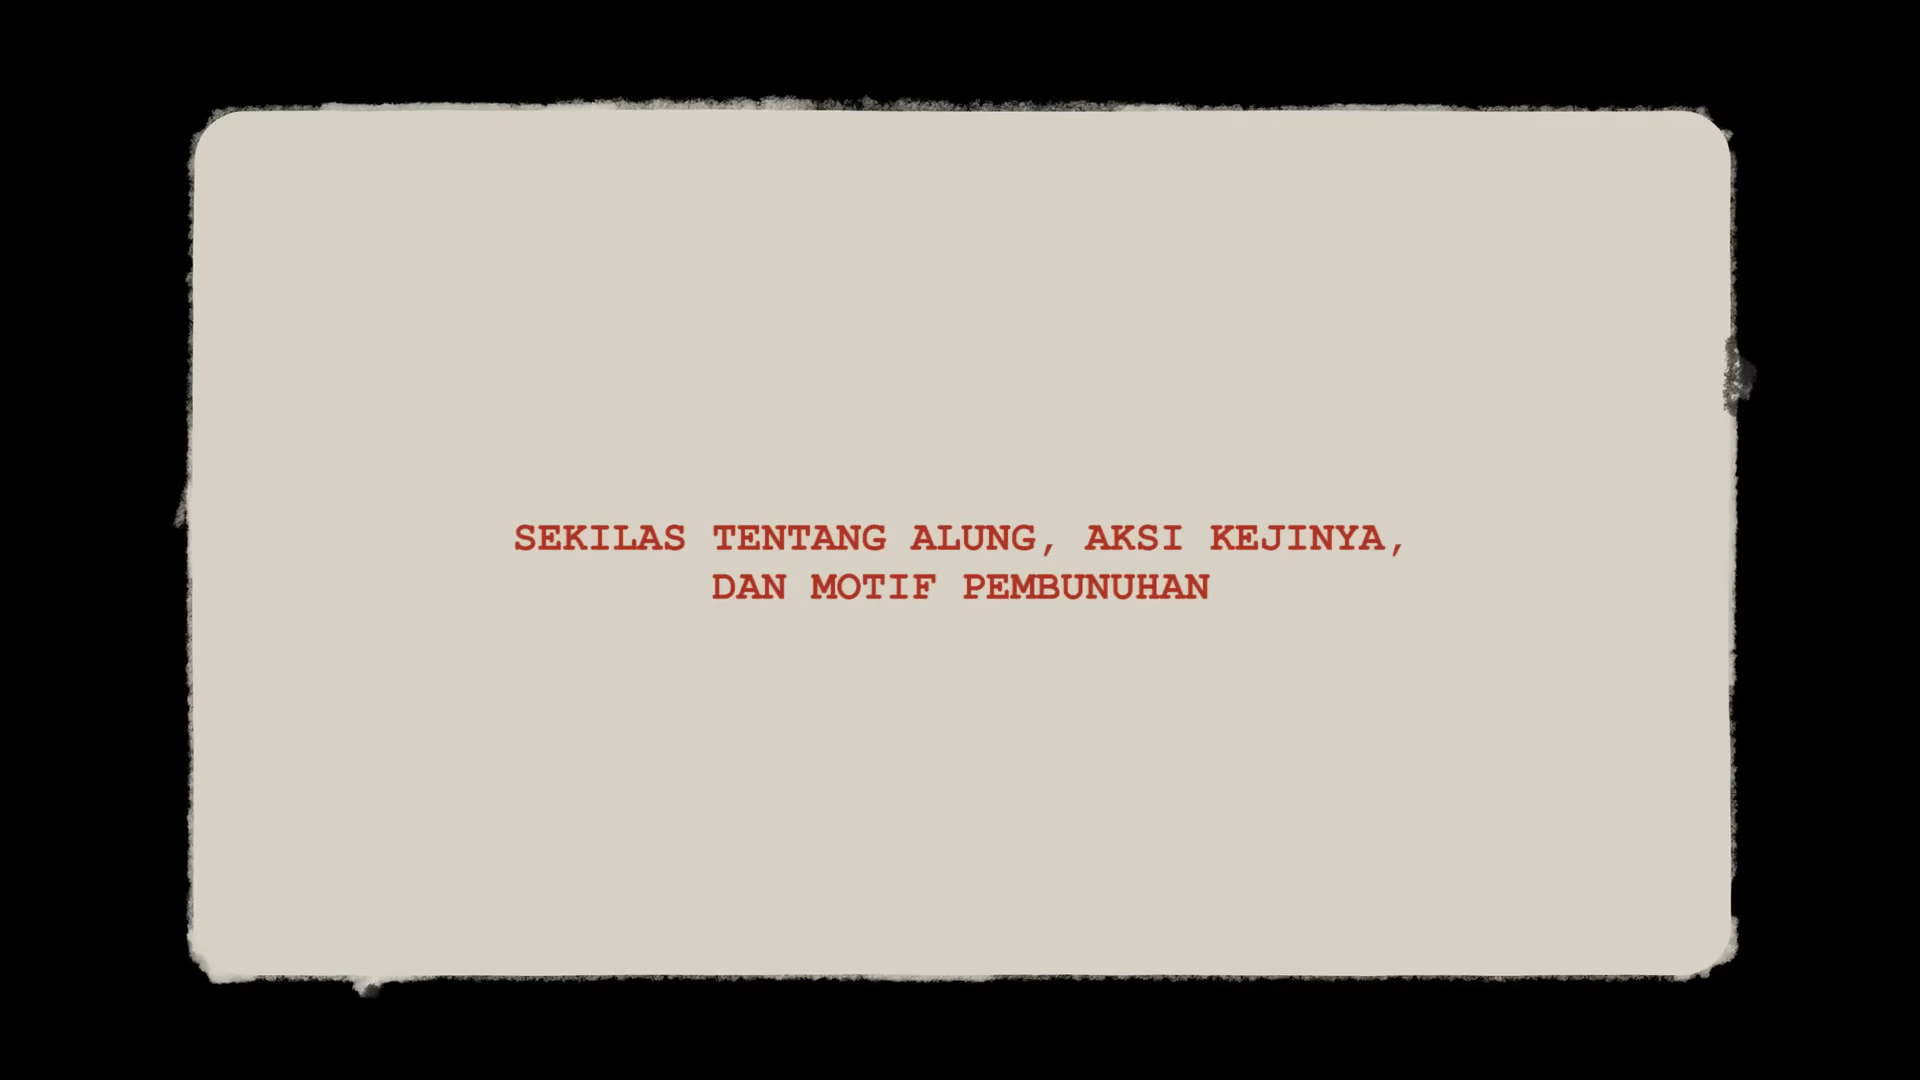 SEKILAS TENTANG ALUNG, AKSI KEJINYA,
DAN MOTIF PEMBUNUHAN